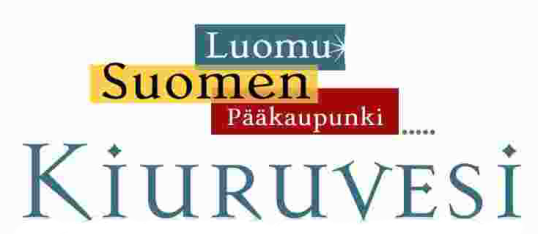 Luomu
Suomen
Pääkaupunki .....
Kiuruvesi